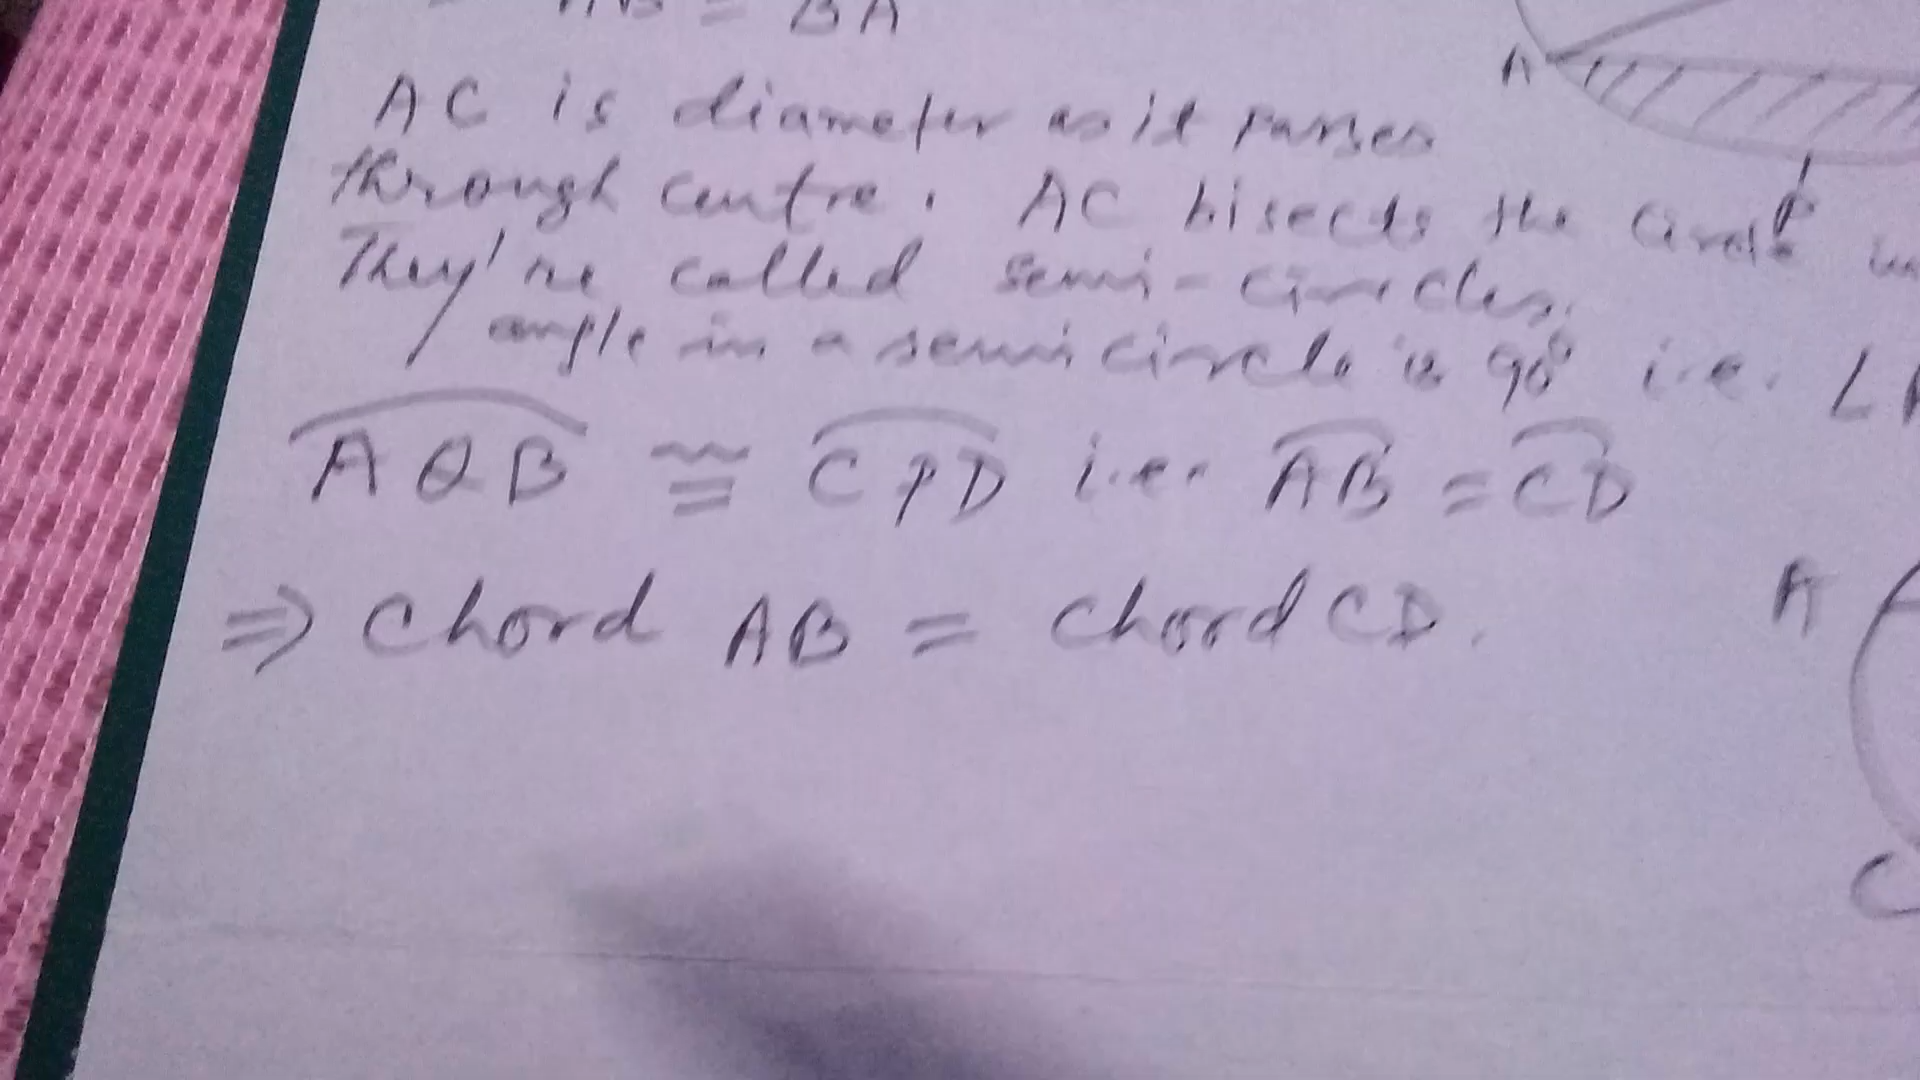 = BA
A
AC is diameter as it passes
through centre. AC bisects the circle
P
They're called semi-circles.
angle in a semicircle is 90° i.e. ∠
AQB ≅ CPD i.e. AB = CD
A
⇒ Chord AB = Chord CD.
C